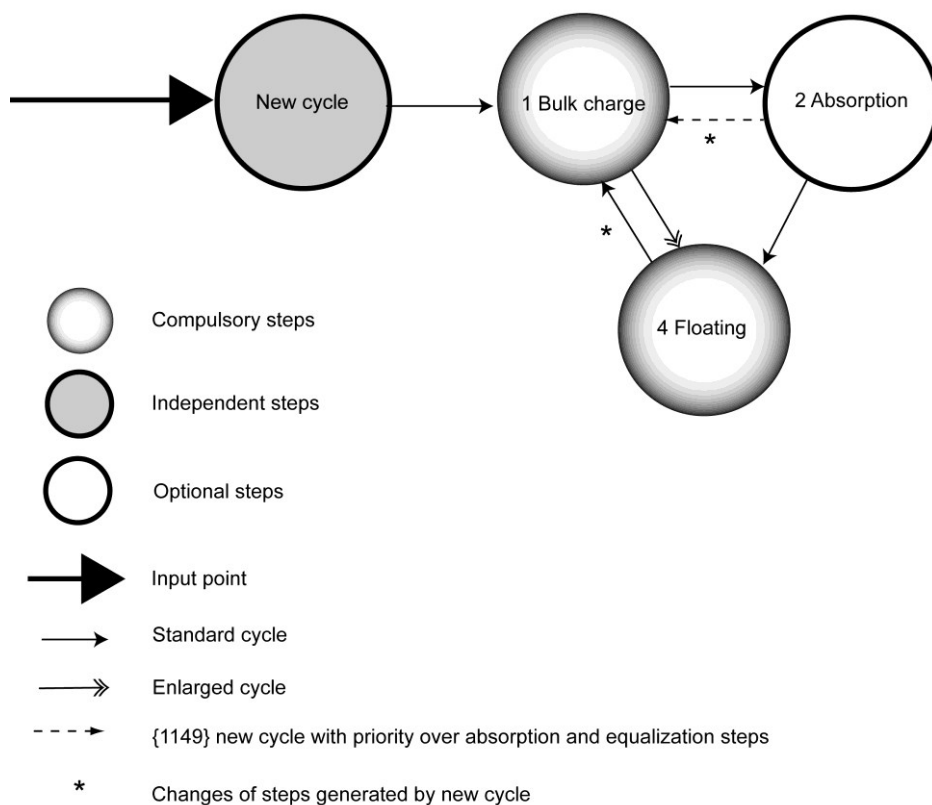 New cycle
1 Bulk charge
2 Absorption
*
*
4 Floating
Compulsory steps
Independent steps
Optional steps
Input point
Standard cycle
Enlarged cycle
{1149} new cycle with priority over absorption and equalization steps
* Changes of steps generated by new cycle